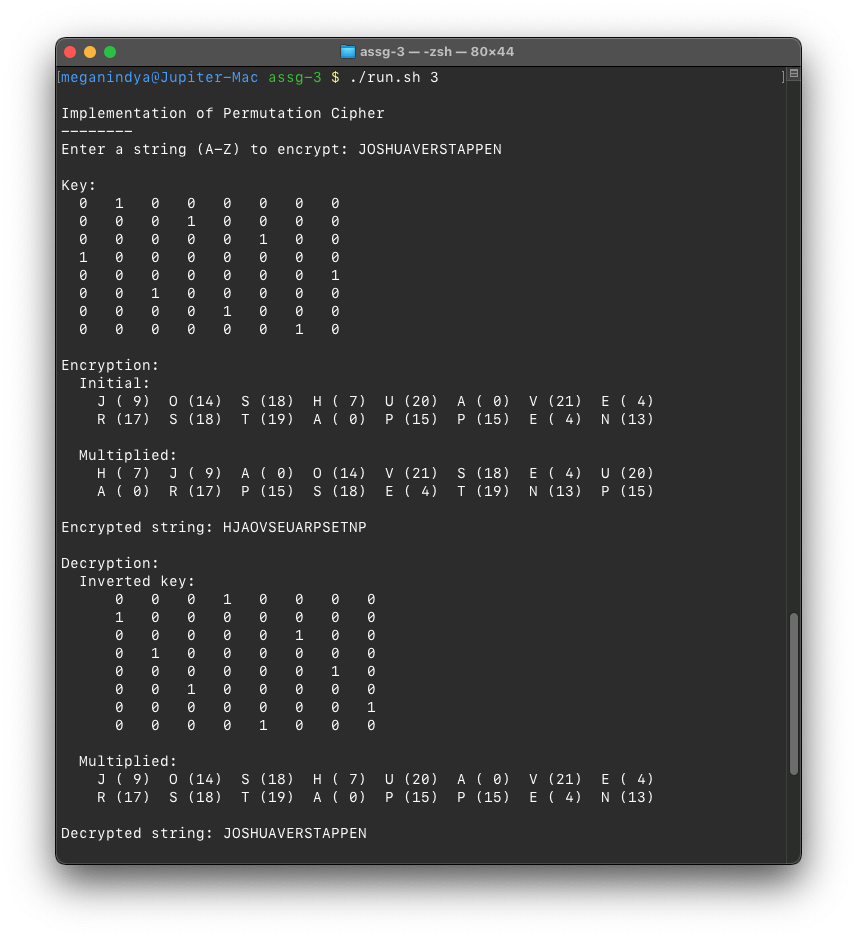 assg-3 — -zsh — 80×44
[meganindya@Jupiter-Mac assg-3 $ ./run.sh 3 ]
Implementation of Permutation Cipher
--------
Enter a string (A-Z) to encrypt: JOSHUAVERSTAPPEN
Key:
0 1 0 0 0 0 0 0
0 0 0 1 0 0 0 0
0 0 0 0 0 1 0 0
1 0 0 0 0 0 0 0
0 0 0 0 0 0 0 1
0 0 1 0 0 0 0 0
0 0 0 0 1 0 0 0
0 0 0 0 0 0 1 0
Encryption:
Initial:
J ( 9) O (14) S (18) H ( 7) U (20) A ( 0) V (21) E ( 4)
R (17) S (18) T (19) A ( 0) P (15) P (15) E ( 4) N (13)
Multiplied:
H ( 7) J ( 9) A ( 0) O (14) V (21) S (18) E ( 4) U (20)
A ( 0) R (17) P (15) S (18) E ( 4) T (19) N (13) P (15)
Encrypted string: HJAOVSEUARPSETNP
Decryption:
Inverted key:
0 0 0 1 0 0 0 0
1 0 0 0 0 0 0 0
0 0 0 0 0 1 0 0
0 1 0 0 0 0 0 0
0 0 0 0 0 0 1 0
0 0 1 0 0 0 0 0
0 0 0 0 0 0 0 1
0 0 0 0 1 0 0 0
Multiplied:
J ( 9) O (14) S (18) H ( 7) U (20) A ( 0) V (21) E ( 4)
R (17) S (18) T (19) A ( 0) P (15) P (15) E ( 4) N (13)
Decrypted string: JOSHUAVERSTAPPEN